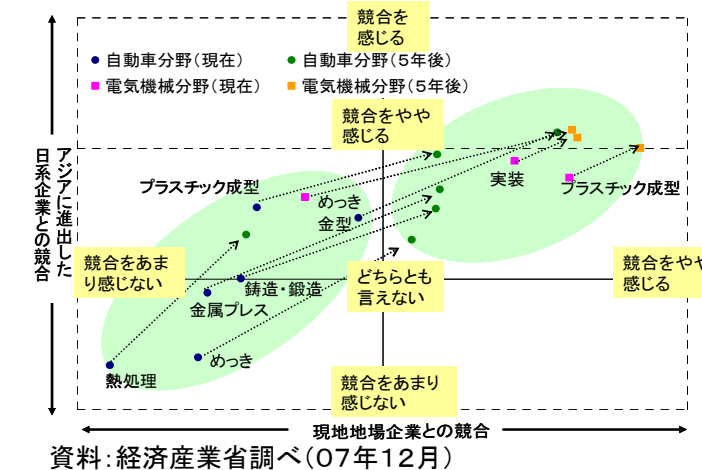 競合を
感じる
自動車分野(現在)
自動車分野(5年後)
電気機械分野(現在)
電気機械分野(5年後)
競合をやや
感じる
アジアに進出した
日系企業との競合
プラスチック成型
めっき
金型
実装
プラスチック成型
競合をあま
り感じない
どちらとも
言えない
競合をやや
感じる
鋳造・鍛造
金属プレス
めっき
熱処理
競合をあまり
感じない
現地地場企業との競合
資料:経済産業省調べ(07年12月)